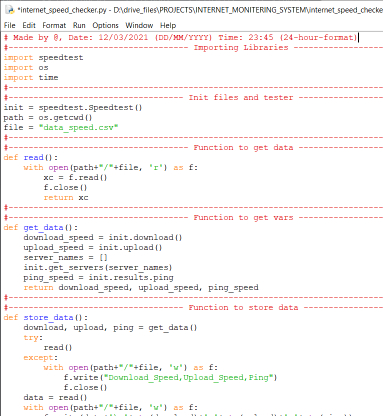 *internet_speed_checker.py - D:\drive_files\PROJECTS\INTERNET_MONITERING_SYSTEM\internet_speed_checke
File Edit Format Run Options Window Help
# Made by @, Date: 12/03/2021 (DD/MM/YYYY) Time: 23:45 (24-hour-format)
#---------------------------- Importing Libraries ----------------------------
import speedtest
import os
import time
#--------------------------- Init files and tester ---------------------------
init = speedtest.Speedtest()
path = os.getcwd()
file = "data_speed.csv"
#---------------------------- Function to get data ----------------------------
def read():
    with open(path+"/"+file, 'r') as f:
        xc = f.read()
        f.close()
        return xc
#---------------------------- Function to get vars ----------------------------
def get_data():
    download_speed = init.download()
    upload_speed = init.upload()
    server_names = []
    init.get_servers(server_names)
    ping_speed = init.results.ping
    return download_speed, upload_speed, ping_speed
#--------------------------- Function to store data ---------------------------
def store_data():
    download, upload, ping = get_data()
    try:
        read()
    except:
        with open(path+"/"+file, 'w') as f:
            f.write("Download_Speed,Upload_Speed,Ping")
            f.close()
    data = read()
    with open(path+"/"+file, 'w') as f: